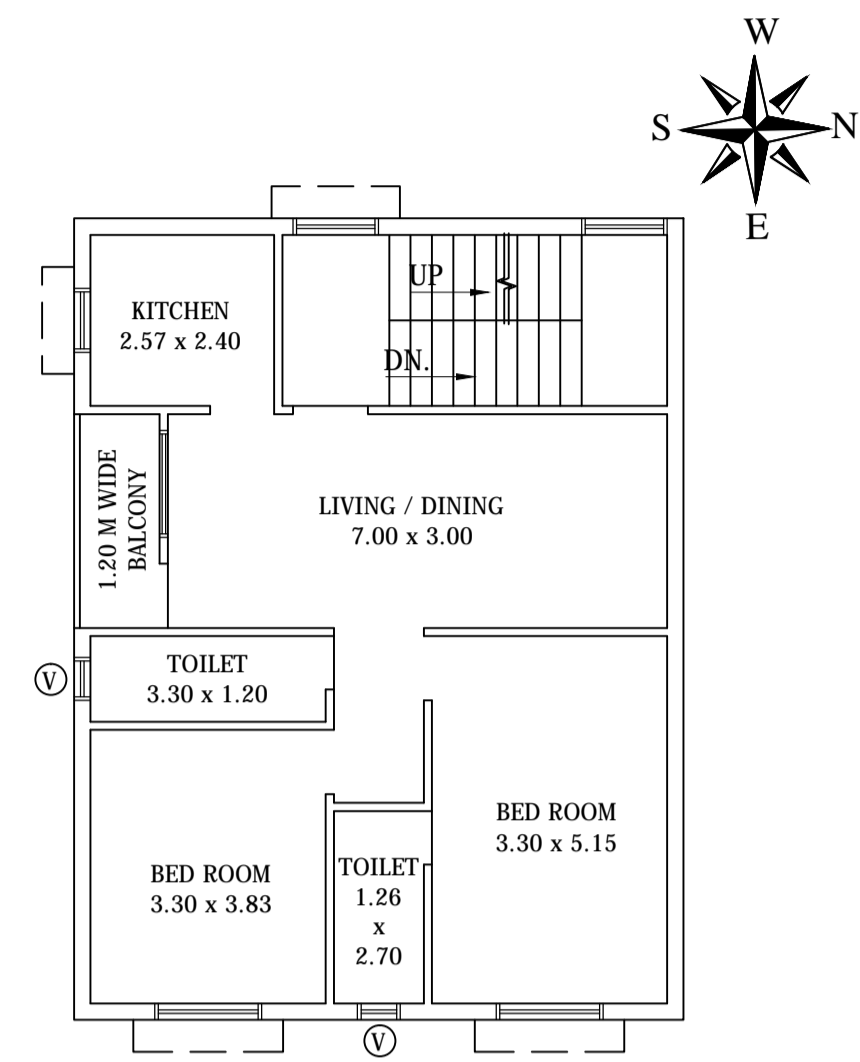 W
S
N
E
UP
KITCHEN
2.57 x 2.40
DN.
1.20 M WIDE
BALCONY
LIVING / DINING
7.00 x 3.00
V
TOILET
3.30 x 1.20
BED ROOM
3.30 x 5.15
BED ROOM
3.30 x 3.83
TOILET
1.26
x
2.70
V